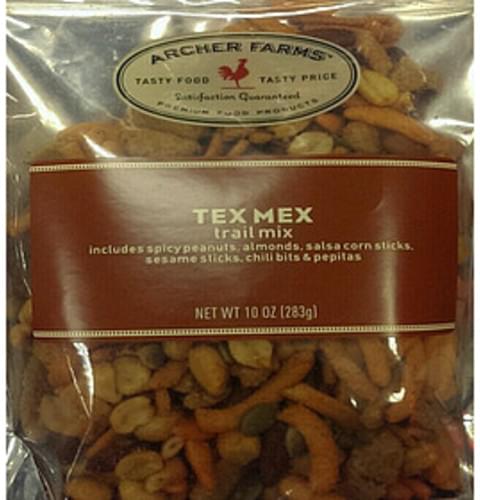 ARCHER FARMS™
TASTY FOOD TASTY PRICE
Satisfaction Guaranteed
PREMIUM FOOD PRODUCTS
TEX MEX
trail mix
includes spicy peanuts, almonds, salsa corn sticks,
sesame sticks, chili bits & pepitas
NET WT 10 OZ (283g)